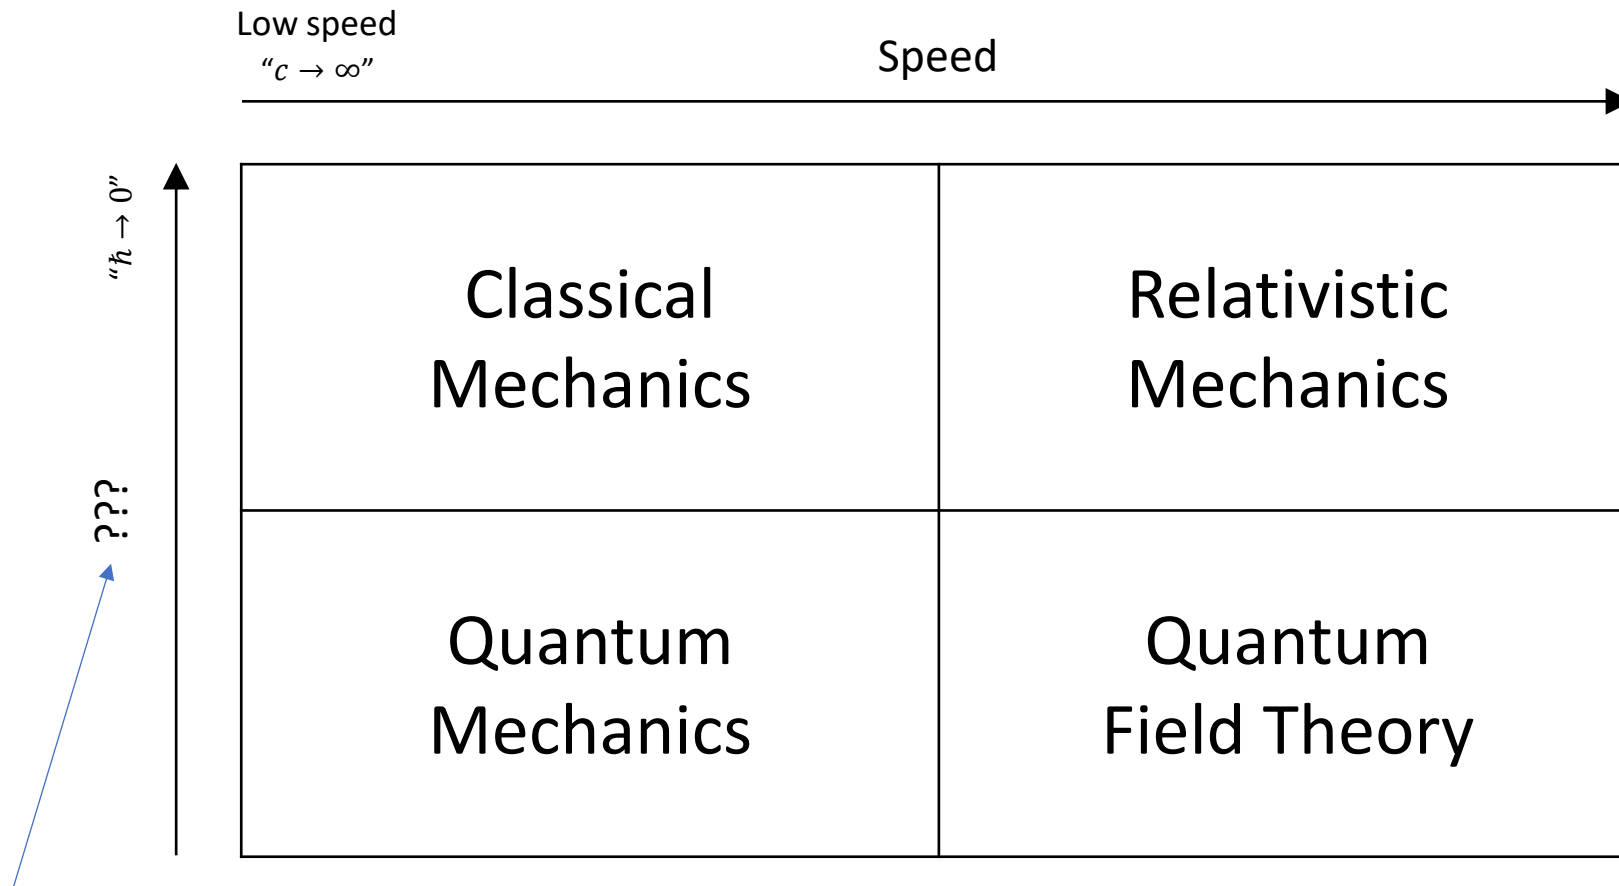 Low speed
“c → ∞”
Speed
“ℏ → 0”
???
Classical
Mechanics
Relativistic
Mechanics
Quantum
Mechanics
Quantum
Field Theory